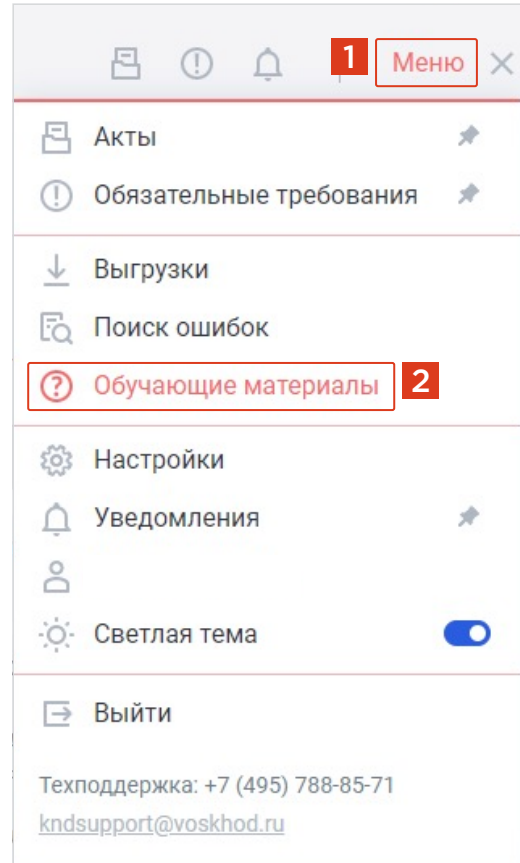 1 Меню
Акты
Обязательные требования
Выгрузки
Поиск ошибок
Обучающие материалы 2
Настройки
Уведомления
Светлая тема
Выйти
Техподдержка: +7 (495) 788-85-71
kndsupport@voskhod.ru